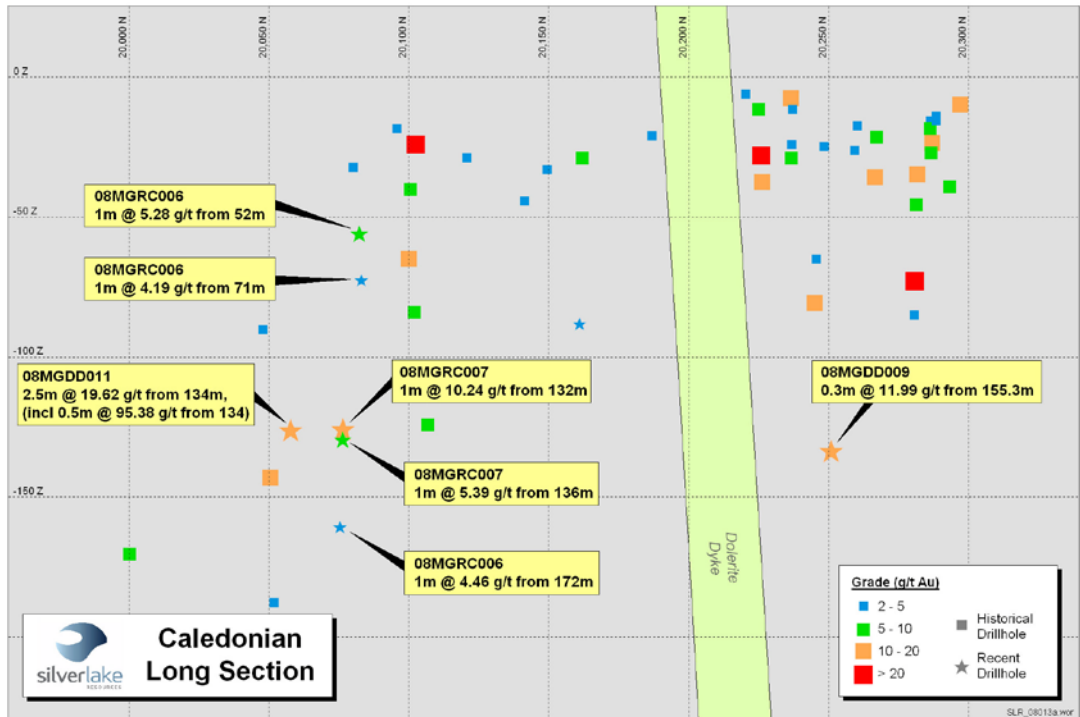 20,000 N
20,050 N
20,100 N
20,150 N
20,200 N
20,250 N
20,300 N
0 Z
-50 Z
-100 Z
-150 Z
08MGRC006
1m @ 5.28 g/t from 52m
08MGRC006
1m @ 4.19 g/t from 71m
08MGDD011
2.5m @ 19.62 g/t from 134m,
(incl 0.5m @ 95.38 g/t from 134)
08MGRC007
1m @ 10.24 g/t from 132m
08MGDD009
0.3m @ 11.99 g/t from 155.3m
08MGRC007
1m @ 5.39 g/t from 136m
08MGRC006
1m @ 4.46 g/t from 172m
Dolerite
Dyke
silverlake
RESOURCES
Caledonian
Long Section
Grade (g/t Au)
2 - 5
5 - 10
10 - 20
> 20
Historical
Drillhole
Recent
Drillhole
SLR_08013a.wor